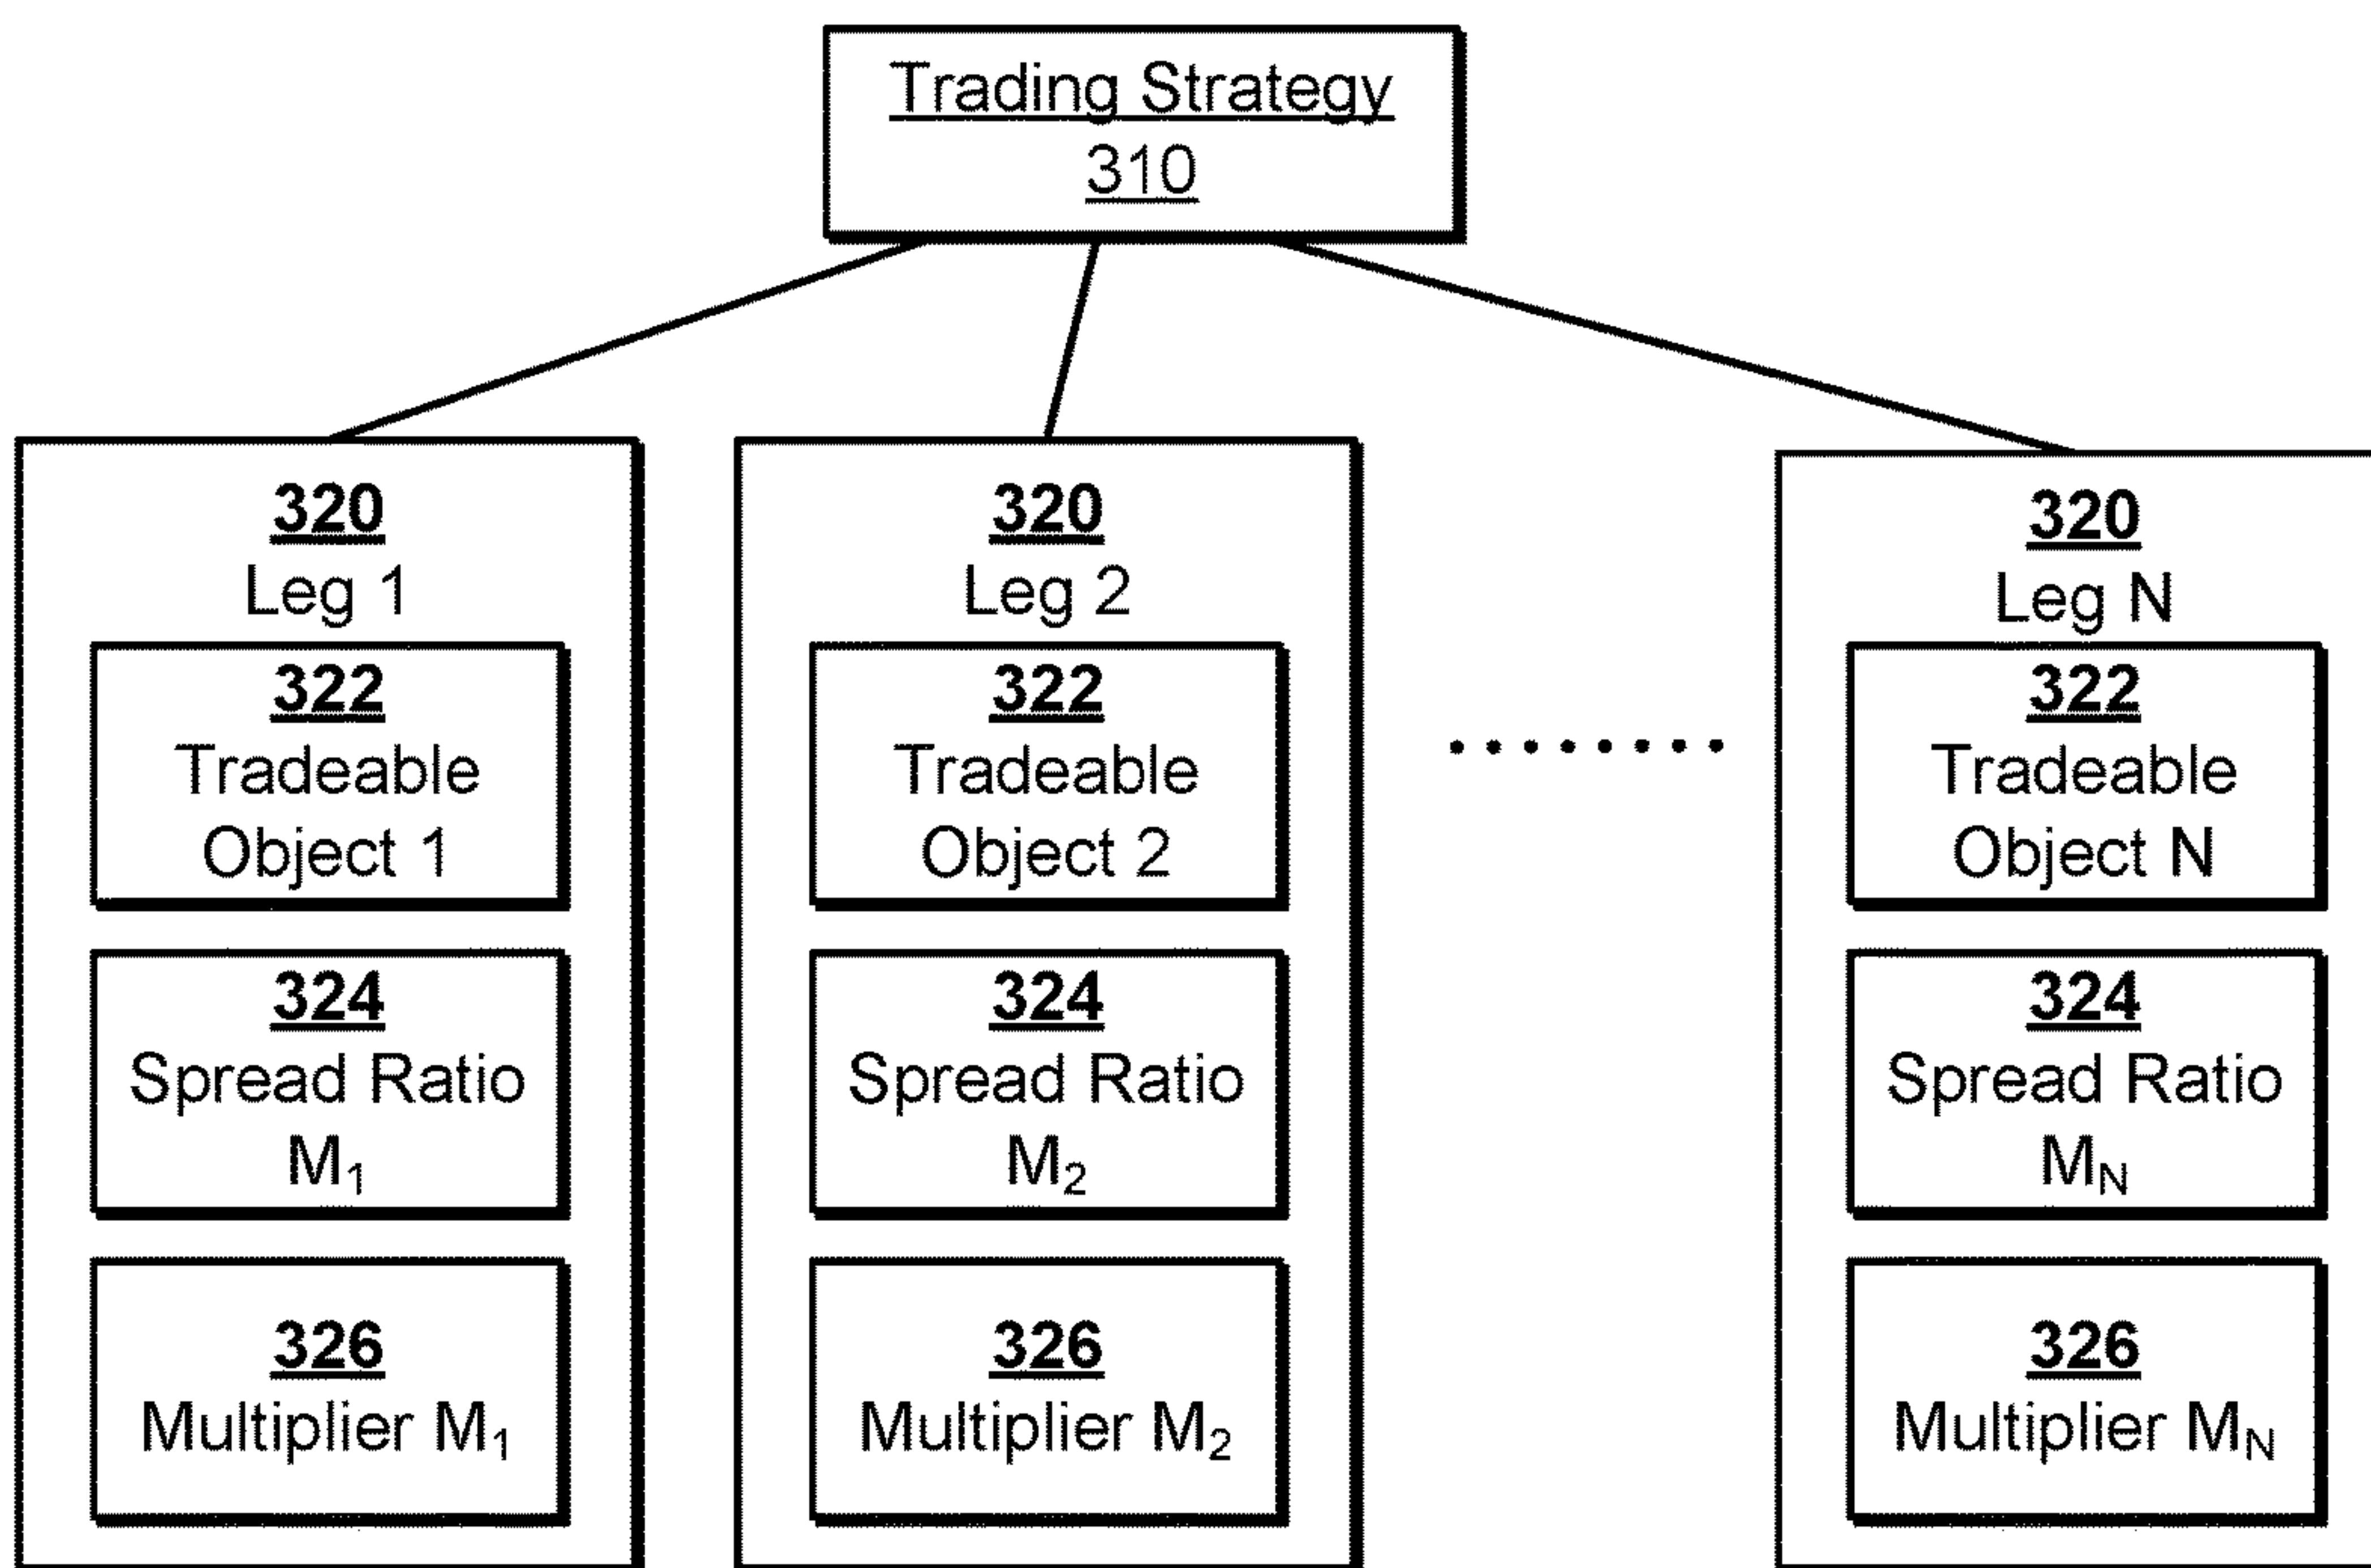 Trading Strategy
310
320
Leg 1
322
Tradeable
Object 1
324
Spread Ratio
M₁
326
Multiplier M₁
320
Leg 2
322
Tradeable
Object 2
324
Spread Ratio
M₂
326
Multiplier M₂
320
Leg N
322
Tradeable
Object N
324
Spread Ratio
M_N
326
Multiplier M_N